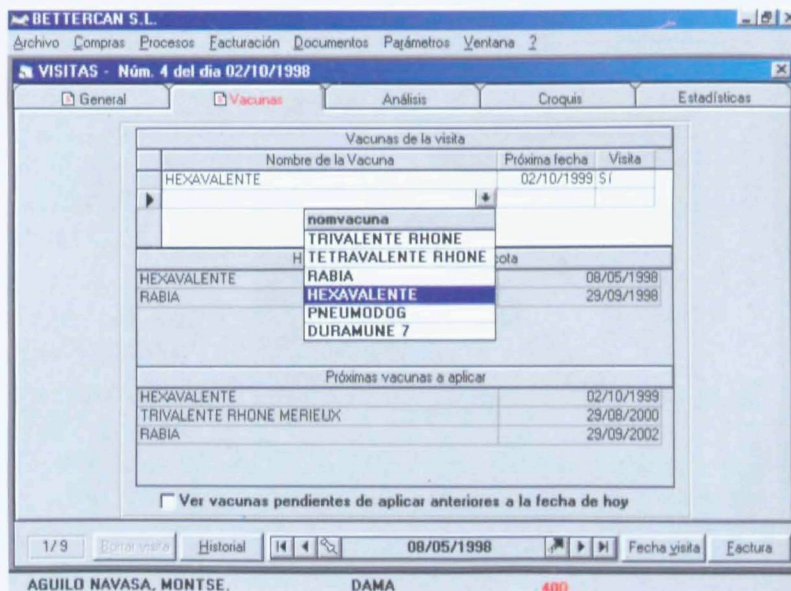 BETTERCAN S.L.
Archivo Compras Procesos Facturación Documentos Parámetros Ventana ?
VISITAS - Núm. 4 del dia 02/10/1998
General Vacunas Análisis Croquis Estadísticas
Vacunas de la visita
Nombre de la Vacuna Próxima fecha Visita
HEXAVALENTE 02/10/1999 Sí
nomvacuna
TRIVALENTE RHONE
TETRAVALENTE RHONE
RABIA
HEXAVALENTE
PNEUMODOG
DURAMUNE 7
H cota
HEXAVALENTE 08/05/1998
RABIA 29/09/1998
Próximas vacunas a aplicar
HEXAVALENTE 02/10/1999
TRIVALENTE RHONE MERIEUX 29/08/2000
RABIA 29/09/2002
Ver vacunas pendientes de aplicar anteriores a la fecha de hoy
1/9 Borrar visita Historial 08/05/1998 Fecha visita Factura
AGUILO NAVASA, MONTSE. DAMA 400